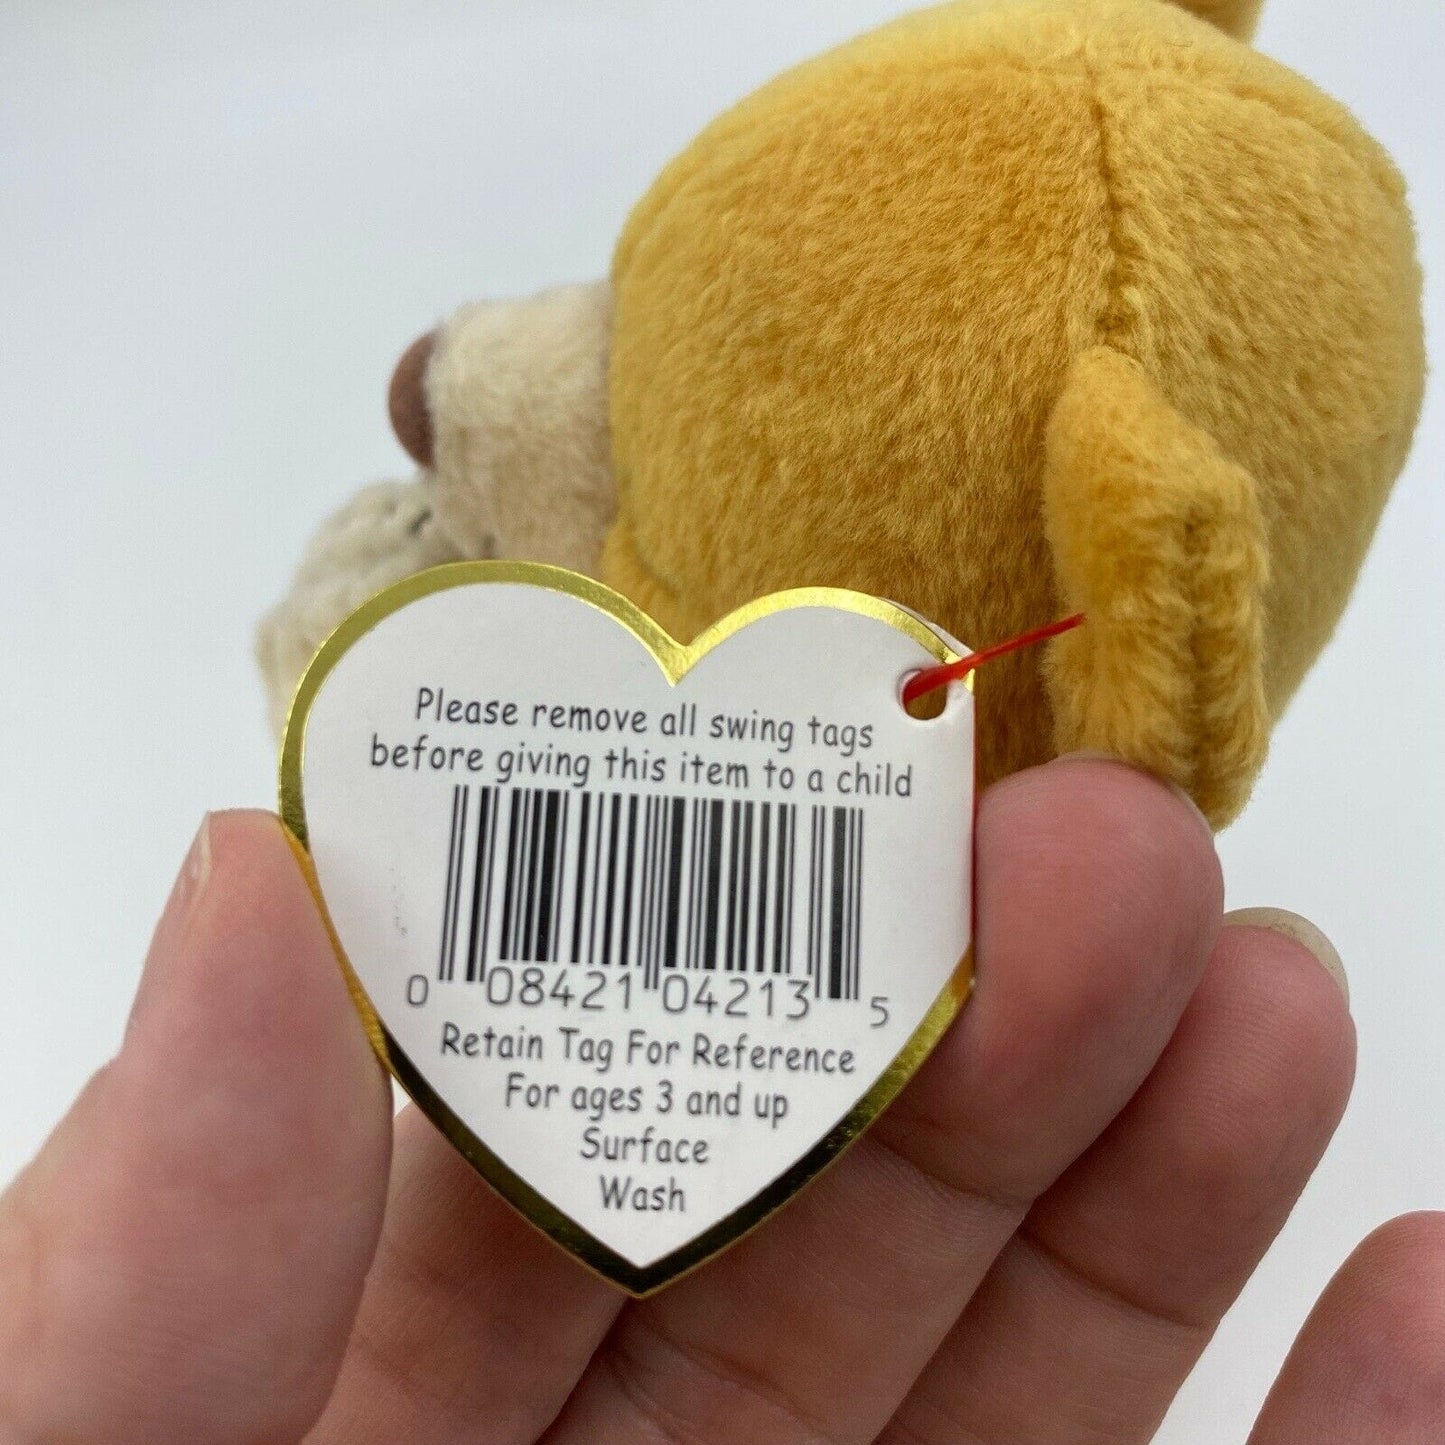 Please remove all swing tags
before giving this item to a child
0 08421 04213 5
Retain Tag For Reference
For ages 3 and up
Surface
Wash